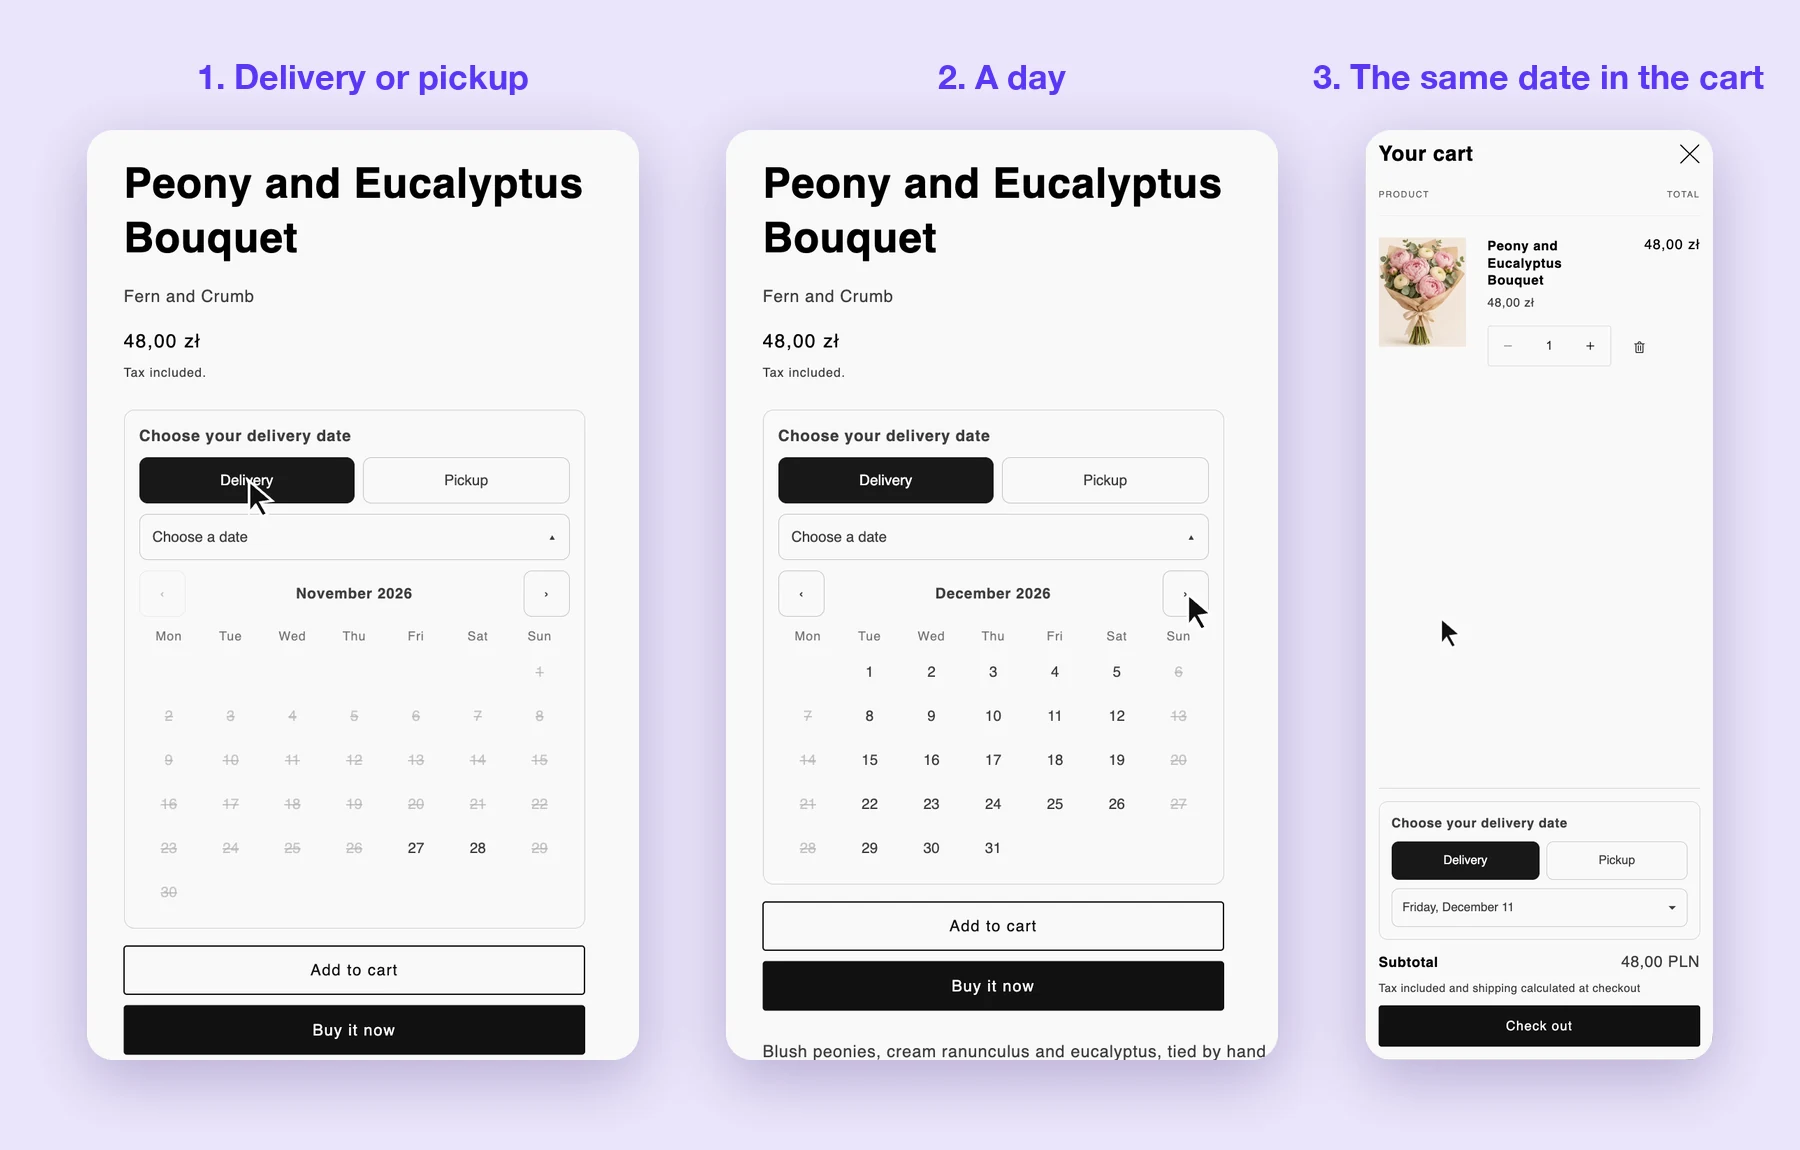 1. Delivery or pickup
Peony and Eucalyptus
Bouquet
Fern and Crumb
48,00 zł
Tax included.
Choose your delivery date
Delivery Pickup
Choose a date
November 2026
Mon Tue Wed Thu Fri Sat Sun
1
2 3 4 5 6 7 8
9 10 11 12 13 14 15
16 17 18 19 20 21 22
23 24 25 26 27 28 29
30
Add to cart
Buy it now
2. A day
Peony and Eucalyptus
Bouquet
Fern and Crumb
48,00 zł
Tax included.
Choose your delivery date
Delivery Pickup
Choose a date
December 2026
Mon Tue Wed Thu Fri Sat Sun
1 2 3 4 5 6
7 8 9 10 11 12 13
14 15 16 17 18 19 20
21 22 23 24 25 26 27
28 29 30 31
Add to cart
Buy it now
Blush peonies, cream ranunculus and eucalyptus, tied by hand
3. The same date in the cart
Your cart
PRODUCT TOTAL
Peony and 48,00 zł
Eucalyptus
Bouquet
48,00 zł
− 1 +
Choose your delivery date
Delivery Pickup
Friday, December 11
Subtotal 48,00 PLN
Tax included and shipping calculated at checkout
Check out